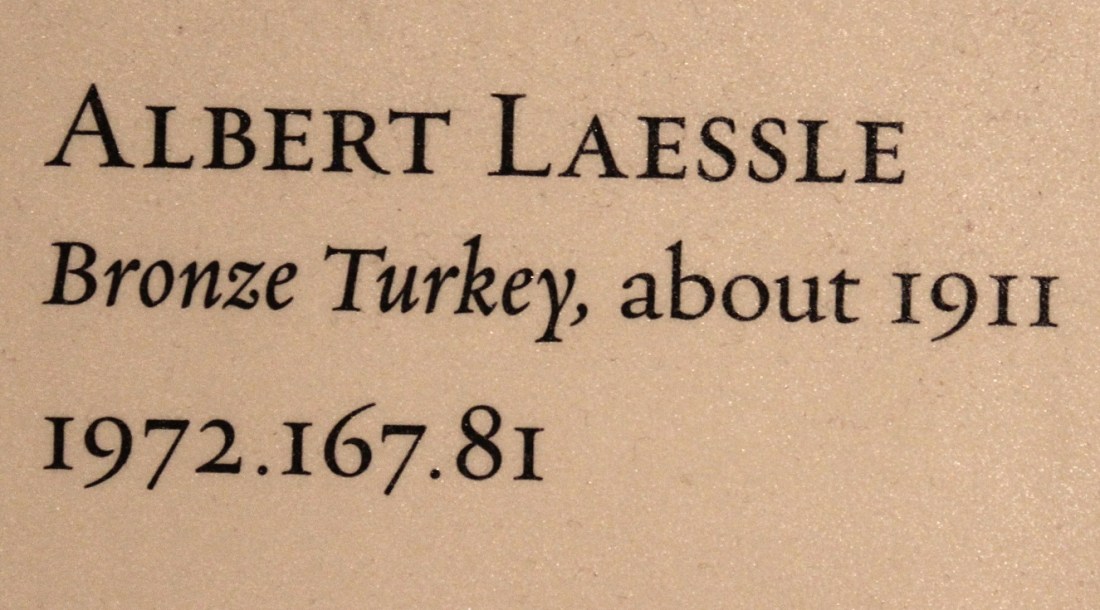 Albert Laessle
Bronze Turkey, about 1911
1972.167.81